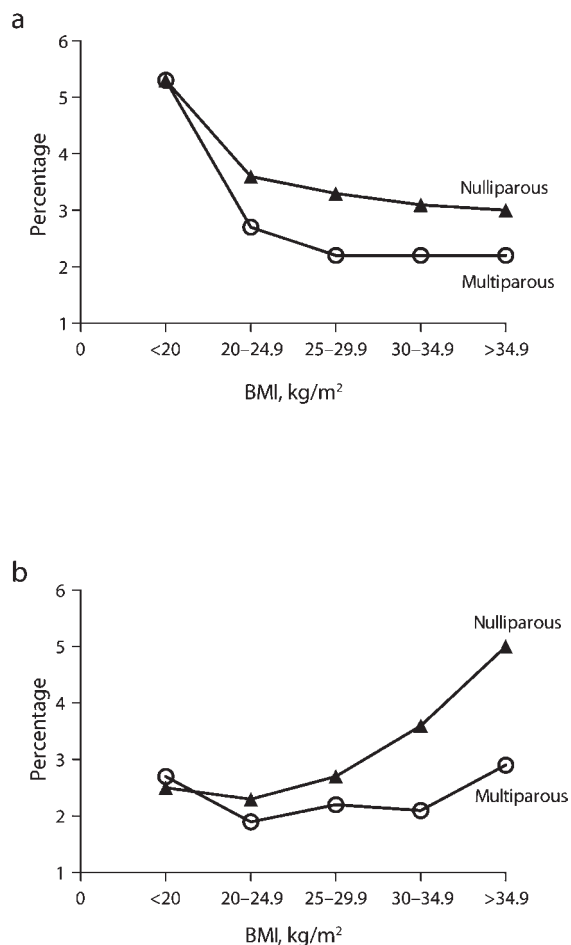 a
6
5
4
3
2
1
Percentage
Nulliparous
Multiparous
0 <20 20–24.9 25–29.9 30–34.9 >34.9
BMI, kg/m²
b
6
5
4
3
2
1
Percentage
Nulliparous
Multiparous
0 <20 20–24.9 25–29.9 30–34.9 >34.9
BMI, kg/m²